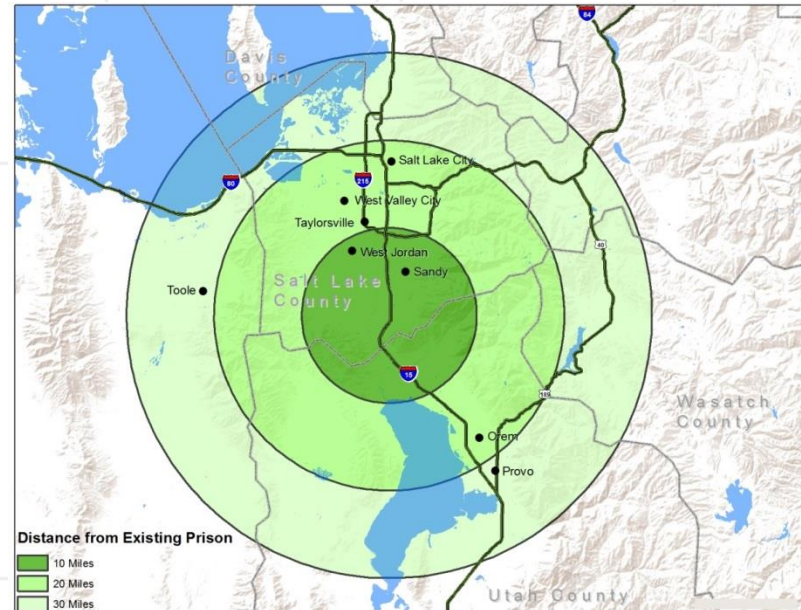 84
Davis
County
Salt Lake City
80
215
West Valley City
Taylorsville
West Jordan
40
Sandy
Salt Lake
County
Toole
15
189
Wasatch
County
Orem
Provo
Distance from Existing Prison
10 Miles
20 Miles
30 Miles
Utah County